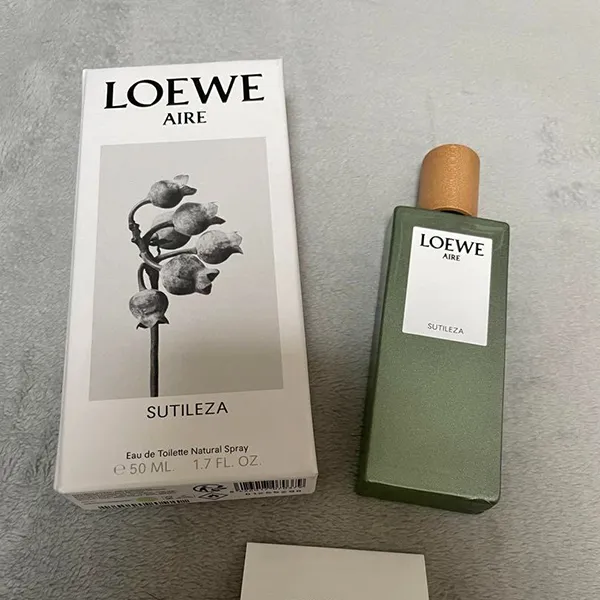 LOEWE
AIRE
SUTILEZA
Eau de Toilette Natural Spray
℮ 50 ML 1.7 FL. OZ.
LOEWE
AIRE
SUTILEZA